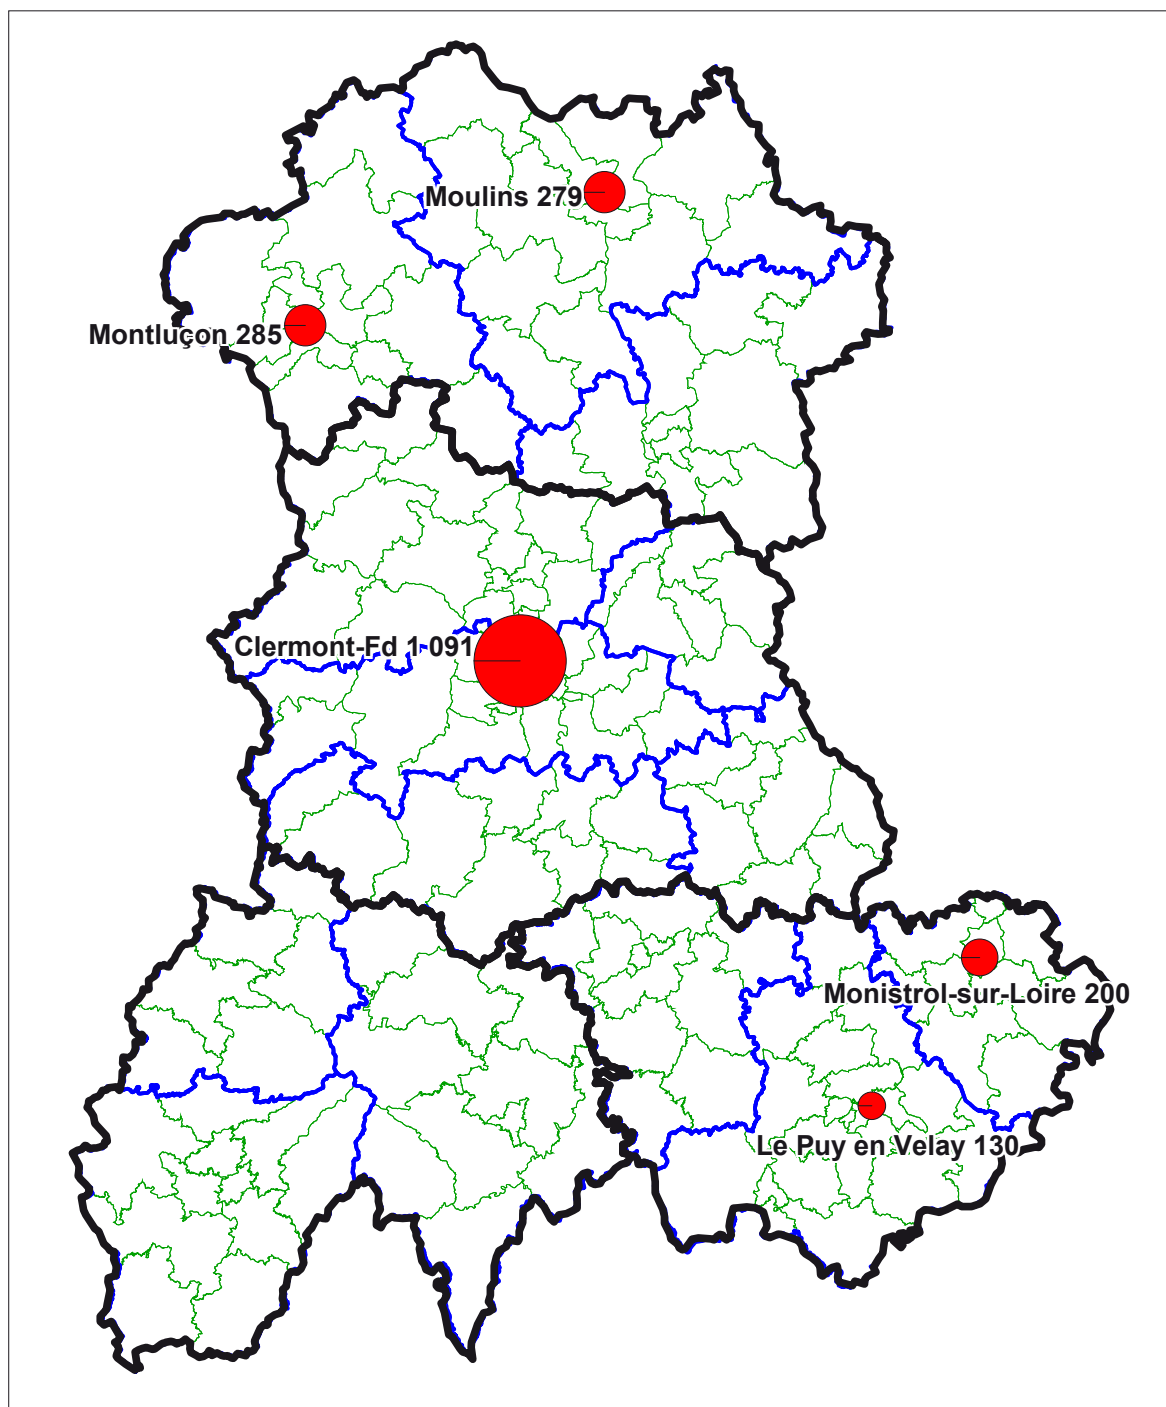 Moulins 279
Montluçon 285
Clermont-Fd 1 091
Monistrol-sur-Loire 200
Le Puy en Velay 130